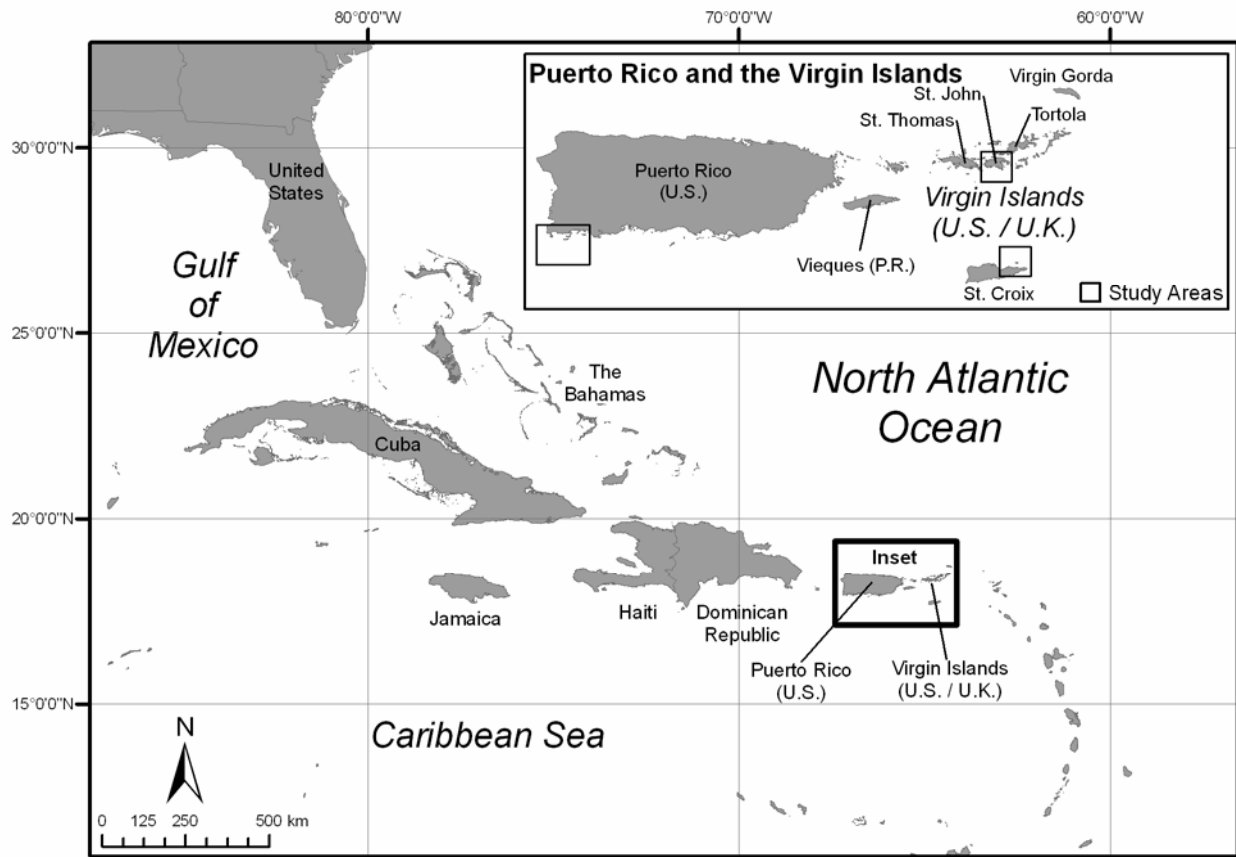 80°0'0"W
70°0'0"W
60°0'0"W
Puerto Rico and the Virgin Islands
Virgin Gorda
St. John
Tortola
St. Thomas
30°0'0"N
United
States
Puerto Rico
(U.S.)
Virgin Islands
(U.S. / U.K.)
Vieques (P.R.)
St. Croix
Study Areas
Gulf
of
Mexico
25°0'0"N
The
Bahamas
North Atlantic
Ocean
Cuba
20°0'0"N
Inset
Jamaica
Haiti
Dominican
Republic
Puerto Rico
(U.S.)
Virgin Islands
(U.S. / U.K.)
15°0'0"N
Caribbean Sea
N
0 125 250 500 km